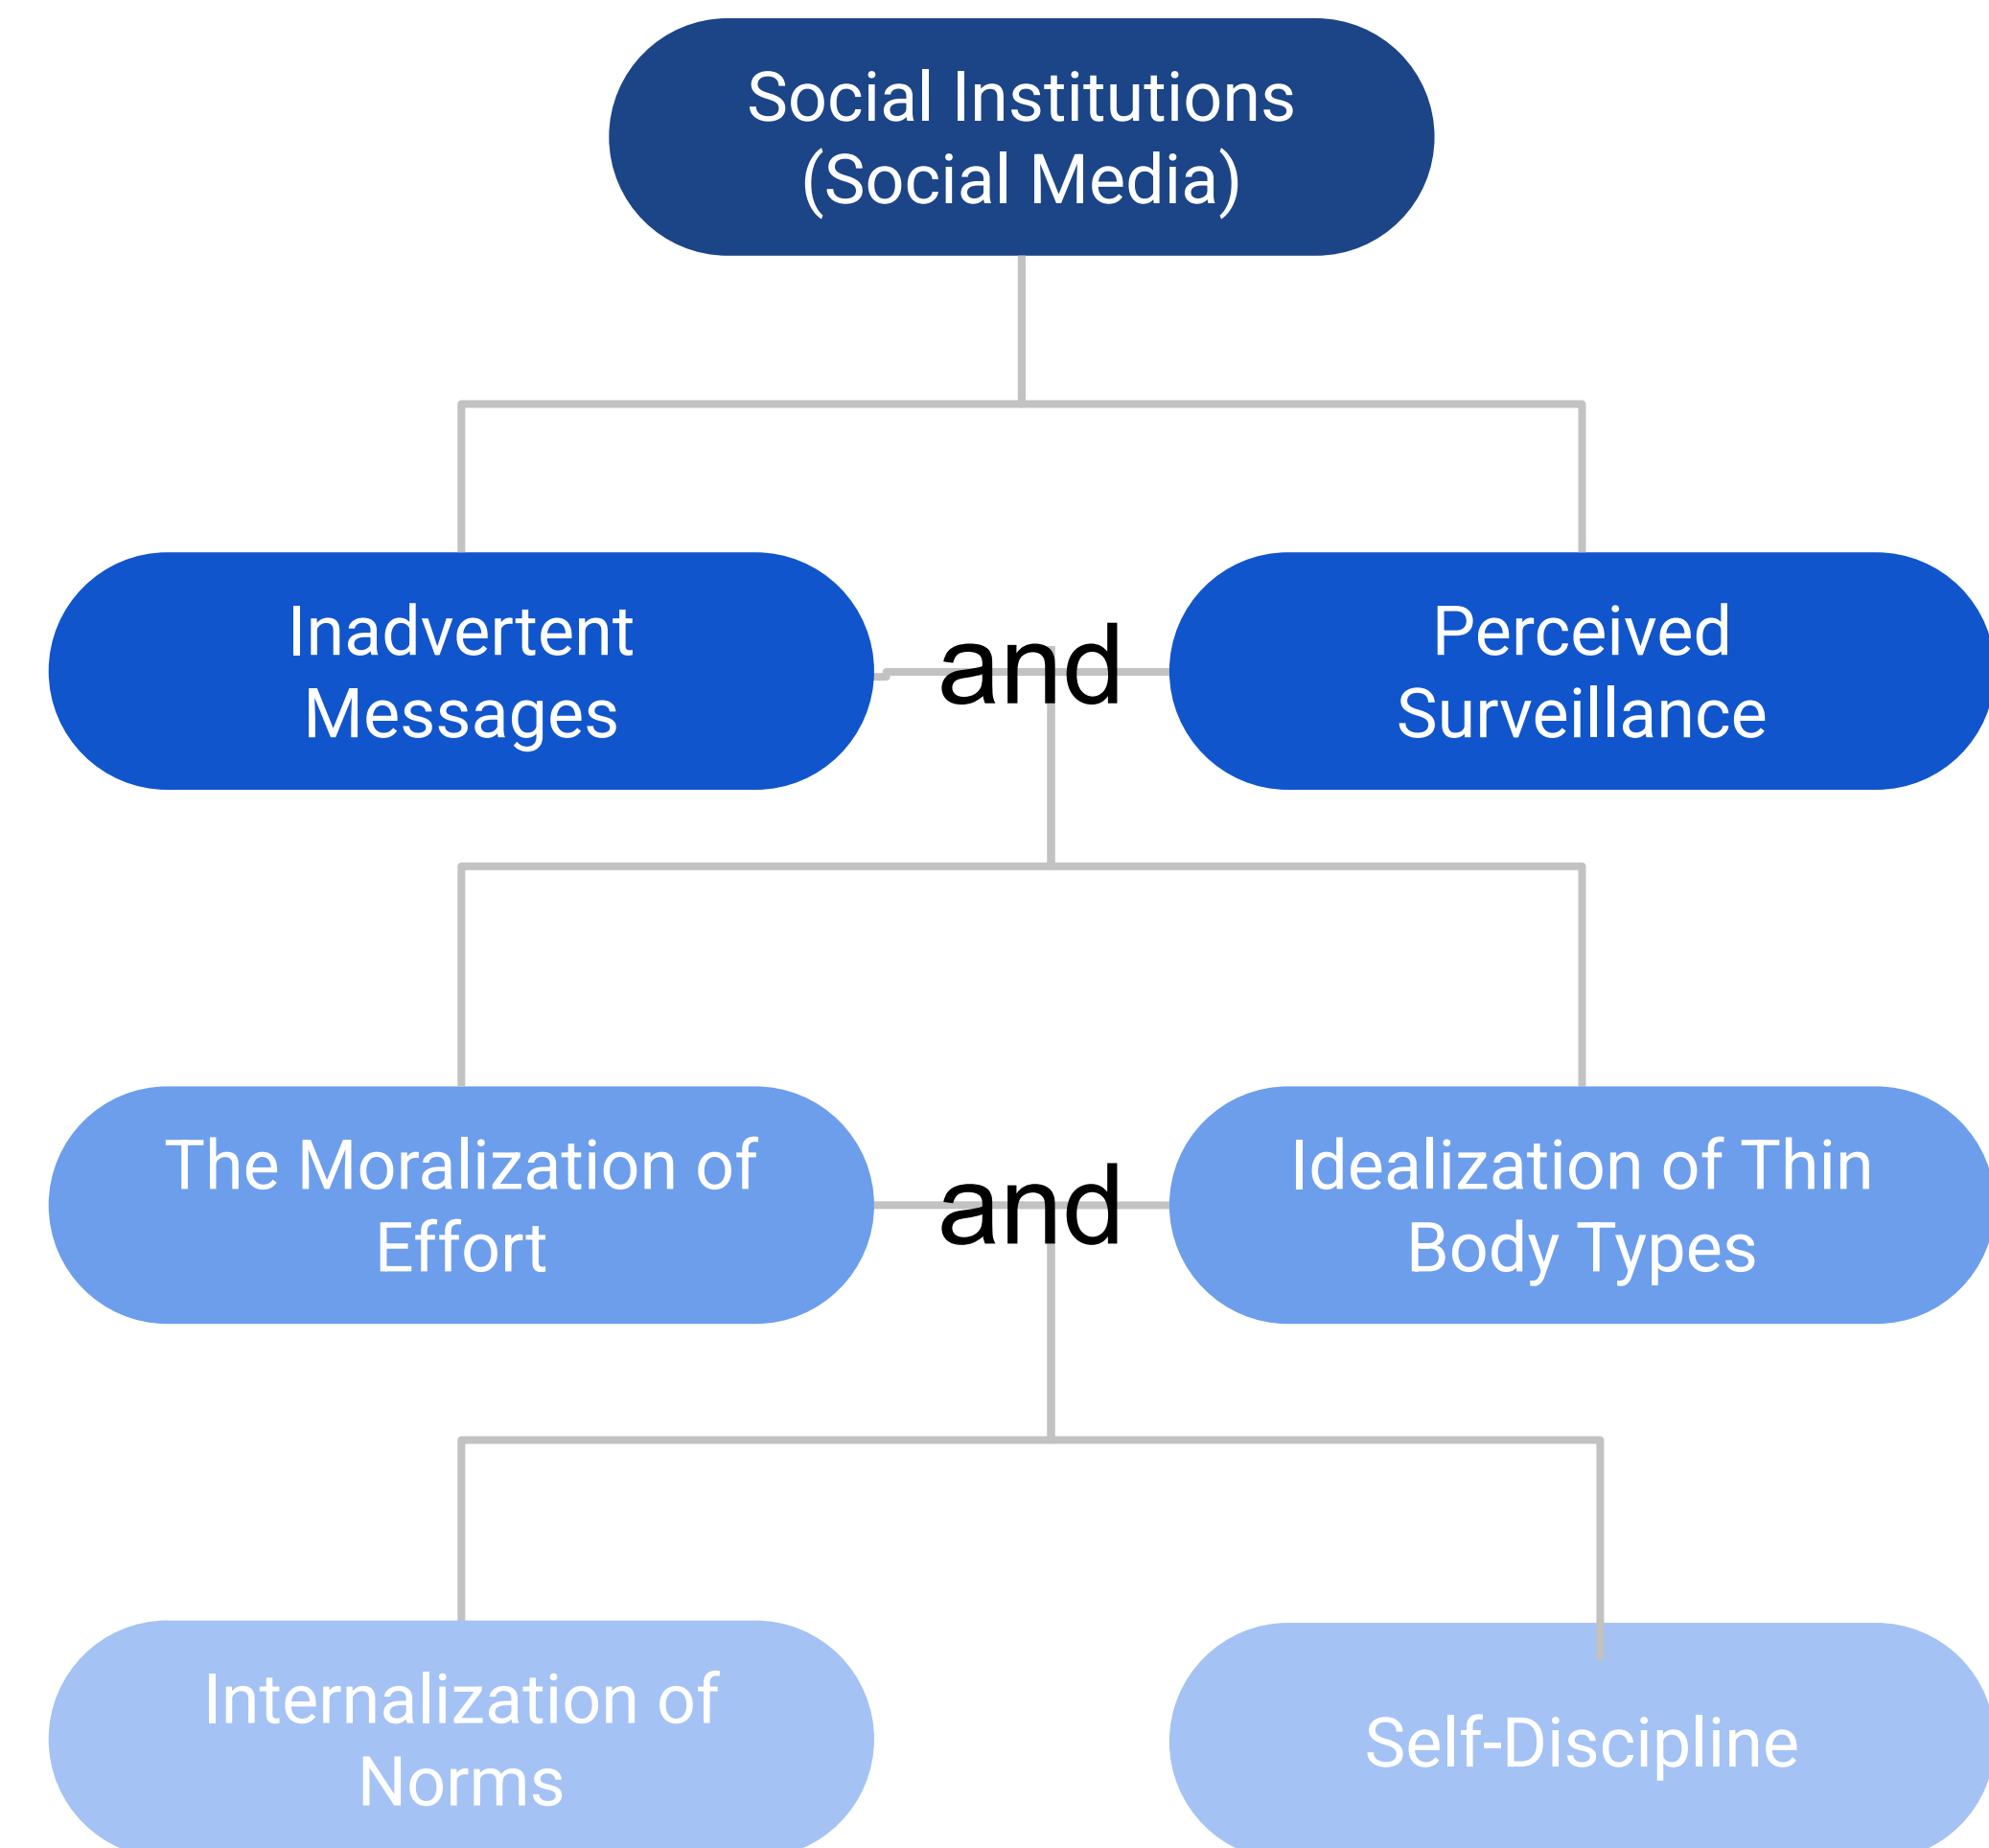 Social Institutions
(Social Media)
Inadvertent
Messages
and
Perceived
Surveillance
The Moralization of
Effort
and
Idealization of Thin
Body Types
Internalization of
Norms
Self-Discipline